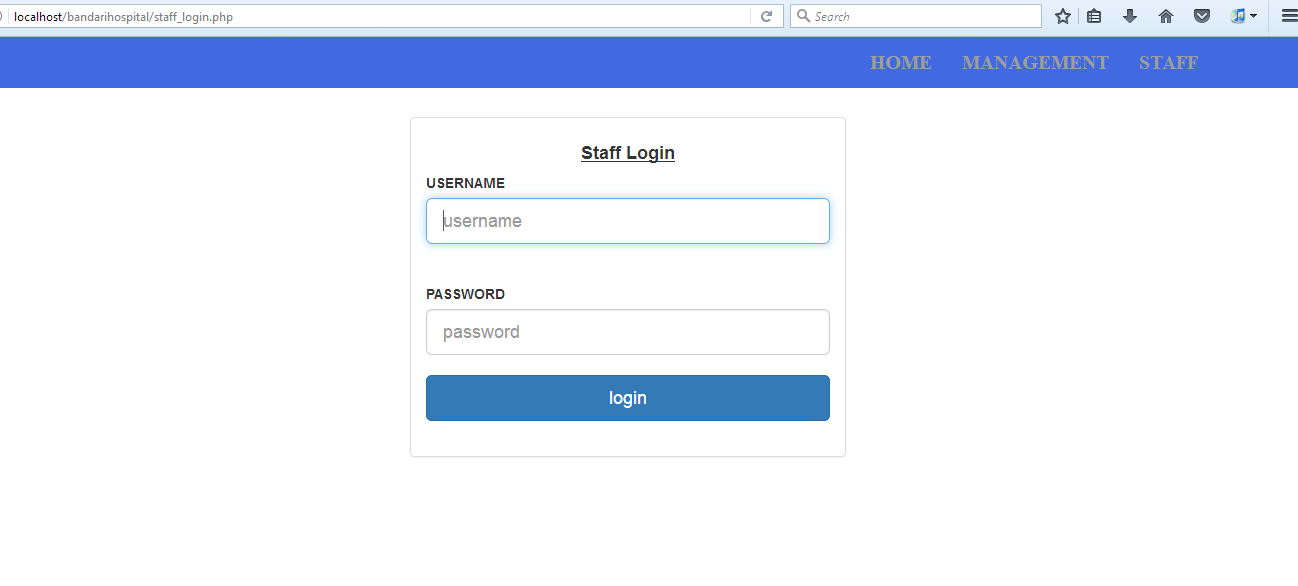 localhost/bandarihospital/staff_login.php
Search
HOME MANAGEMENT STAFF
Staff Login
USERNAME
username
PASSWORD
password
login